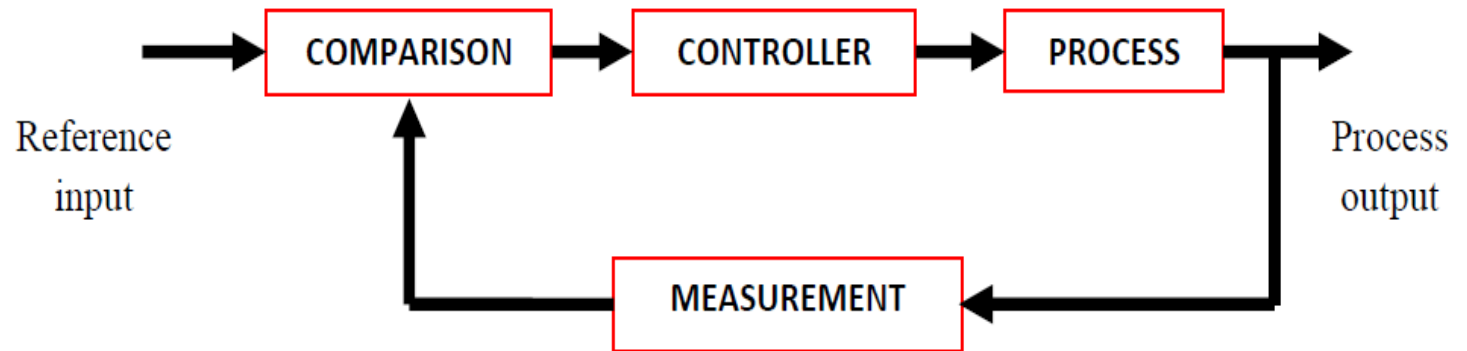 COMPARISON
CONTROLLER
PROCESS
Reference
input
Process
output
MEASUREMENT